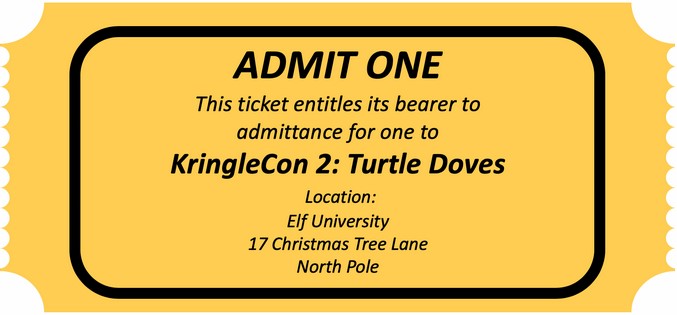 ADMIT ONE
This ticket entitles its bearer to
admittance for one to
KringleCon 2: Turtle Doves
Location:
Elf University
17 Christmas Tree Lane
North Pole